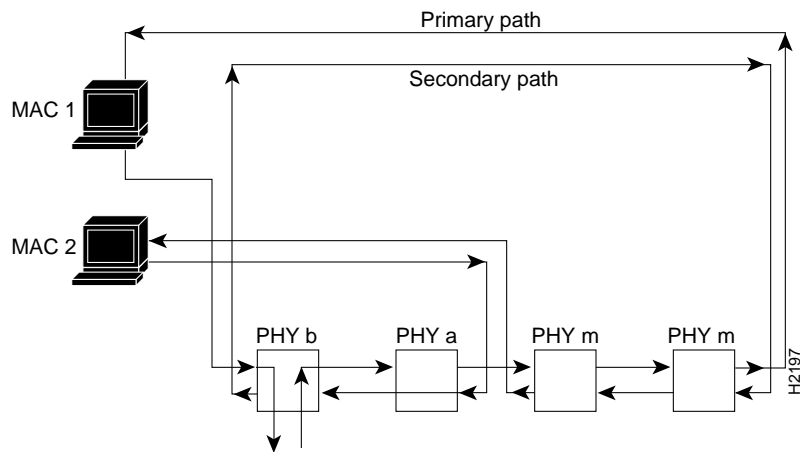 Primary path
Secondary path
MAC 1
MAC 2
PHY b
PHY a
PHY m
PHY m
H2197